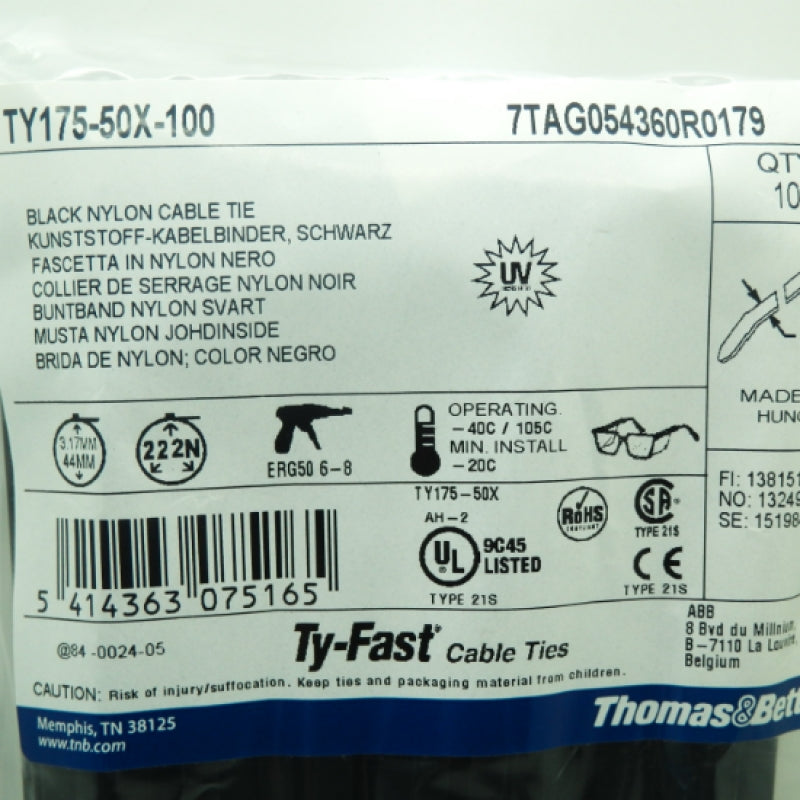 TY175-50X-100
7TAG054360R0179
QTY
BLACK NYLON CABLE TIE
KUNSTSTOFF-KABELBINDER, SCHWARZ
FASCETTA IN NYLON NERO
COLLIER DE SERRAGE NYLON NOIR
BUNTBAND NYLON SVART
MUSTA NYLON JOHDINSIDE
BRIDA DE NYLON; COLOR NEGRO
UV
MADE
3.17MM
44MM
222N
ERG50 6-8
OPERATING.
-40C / 105C
MIN. INSTALL
-20C
TY175-50X
AH-2
UL
9C45
LISTED
TYPE 21S
RoHS
SA
TYPE 21S
CE
TYPE 21S
FI: 138151
NO: 13249
SE: 15198
5 414363 075165
@84 -0024-05
Ty-Fast® Cable Ties
ABB
8 Bvd du
B-7110 La
Belgium
CAUTION: Risk of injury/suffocation. Keep ties and packaging material from children.
Memphis, TN 38125
www.tnb.com
Thomas&Bett